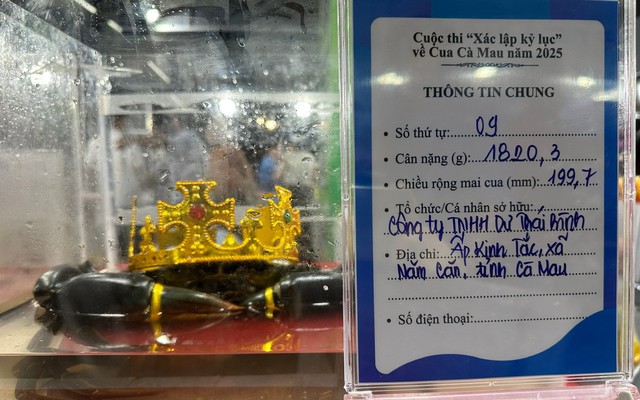 Cuộc thi “Xác lập kỷ lục”
về Cua Cà Mau năm 2025
THÔNG TIN CHUNG
• Số thứ tự:........09
• Cân nặng (g):....1820,3
• Chiều rộng mai cua (mm):..199,7
• Tổ chức/Cá nhân sở hữu:
Công ty TNHH Dư Thái Bình
• Địa chỉ: Ấp Kinh Tắc, xã
Năm Căn, tỉnh Cà Mau
• Số điện thoại: